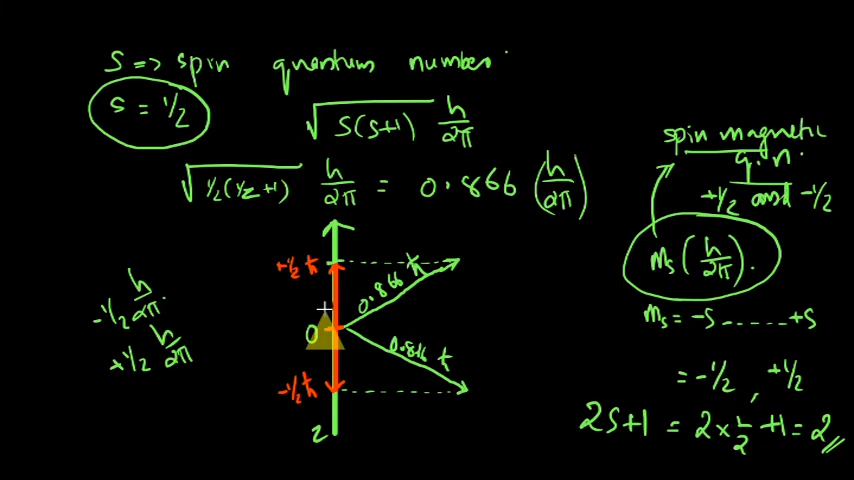 S => spin quantum number
s = 1/2
√S(S+1) h/2π
√1/2(1/2+1) h/2π = 0.866 (h/2π)
spin magnetic
q.n.
+1/2 and -1/2
ms (h/2π).
ms = -s ...... +s
= -1/2 , +1/2
2S+1 = 2×1/2 +1 = 2
-1/2 h/2π.
+1/2 h/2π
+1/2 ħ
0.866 ħ
0
0.866 ħ
-1/2 ħ
z